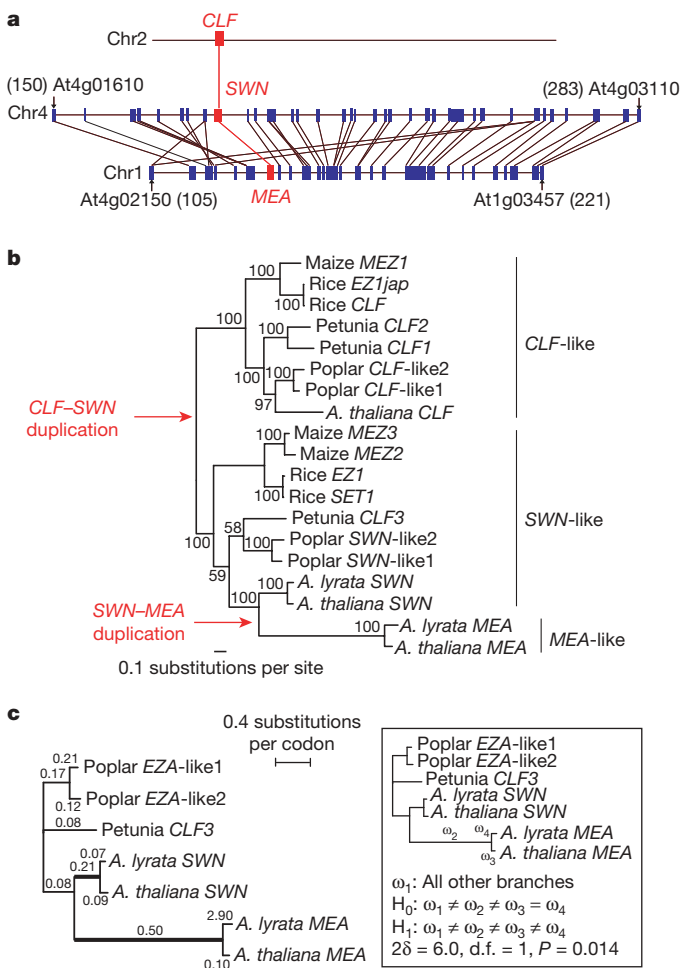 a
CLF
Chr2
(150) At4g01610
SWN
(283) At4g03110
Chr4
Chr1
At4g02150 (105)
MEA
At1g03457 (221)
b
100
Maize MEZ1
Rice EZ1jap
100
Rice CLF
100
Petunia CLF2
100
Petunia CLF1
100
Poplar CLF-like2
100
Poplar CLF-like1
97
A. thaliana CLF
CLF-like
CLF–SWN
duplication
100
Maize MEZ3
Maize MEZ2
Rice EZ1
100
Rice SET1
Petunia CLF3
58
Poplar SWN-like2
100
Poplar SWN-like1
100
59
A. lyrata SWN
100
A. thaliana SWN
SWN-like
100
SWN–MEA
duplication
100
A. lyrata MEA
A. thaliana MEA
MEA-like
0.1 substitutions per site
c
0.4 substitutions
per codon
0.21
Poplar EZA-like1
0.17
Poplar EZA-like2
0.12
0.08
Petunia CLF3
0.07
A. lyrata SWN
0.21
0.08
A. thaliana SWN
0.09
0.50
2.90
A. lyrata MEA
0.10
A. thaliana MEA
Poplar EZA-like1
Poplar EZA-like2
Petunia CLF3
A. lyrata SWN
A. thaliana SWN
ω2
ω4
A. lyrata MEA
ω3
A. thaliana MEA
ω1: All other branches
H0: ω1 ≠ ω2 ≠ ω3 = ω4
H1: ω1 ≠ ω2 ≠ ω3 ≠ ω4
2δ = 6.0, d.f. = 1, P = 0.014